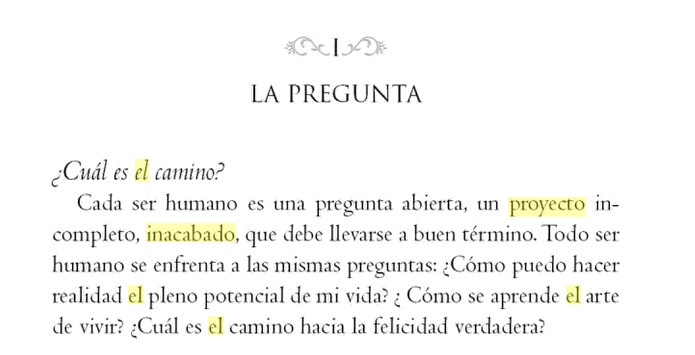 I
LA PREGUNTA
¿Cuál es el camino?
Cada ser humano es una pregunta abierta, un proyecto in-
completo, inacabado, que debe llevarse a buen término. Todo ser
humano se enfrenta a las mismas preguntas: ¿Cómo puedo hacer
realidad el pleno potencial de mi vida? ¿ Cómo se aprende el arte
de vivir? ¿Cuál es el camino hacia la felicidad verdadera?